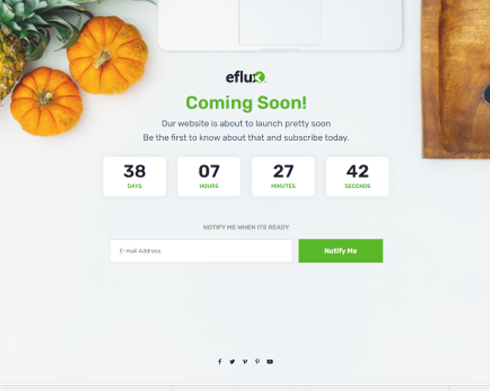 eflux
Coming Soon!
Our website is about to launch pretty soon
Be the first to know about that and subscribe today.
38 07 27 42
DAYS HOURS MINUTES SECONDS
NOTIFY ME WHEN ITS READY
E-mail Address Notify Me